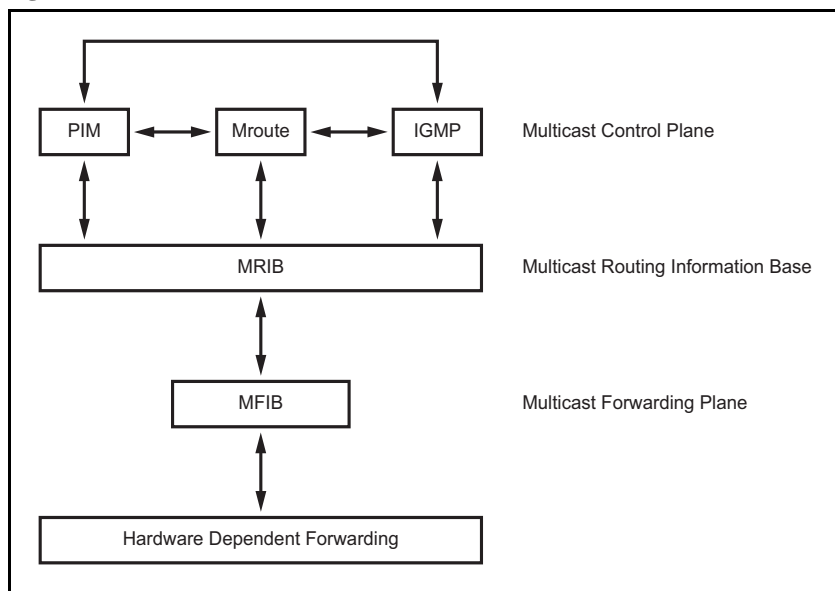 PIM Mroute IGMP Multicast Control Plane
MRIB Multicast Routing Information Base
MFIB Multicast Forwarding Plane
Hardware Dependent Forwarding